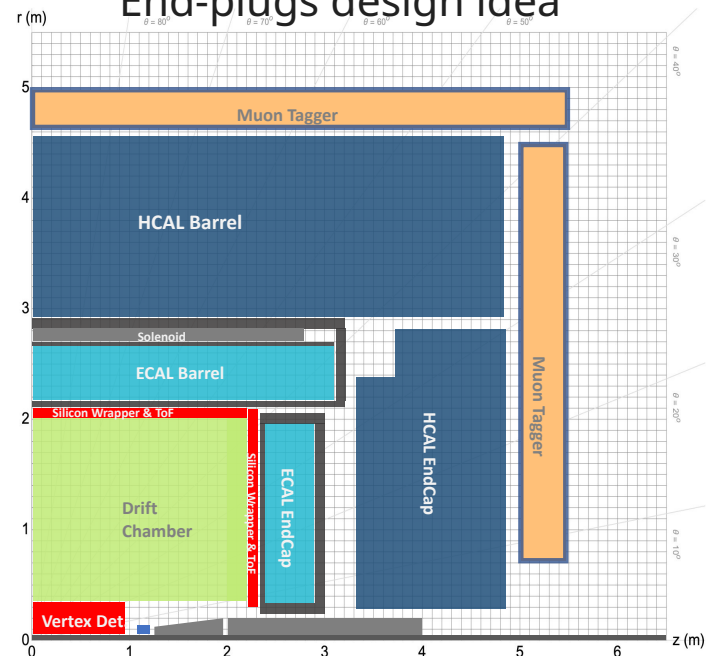 End-plugs design idea
r (m)
θ = 80°
θ = 70°
θ = 60°
θ = 50°
θ = 40°
5
Muon Tagger
4
HCAL Barrel
θ = 30°
3
Solenoid
ECAL Barrel
Muon Tagger
θ = 20°
2
Silicon Wrapper & ToF
Silicon Wrapper & ToF
ECAL EndCap
HCAL EndCap
Drift
Chamber
1
θ = 10°
Vertex Det
0
z (m)
0
1
2
3
4
5
6